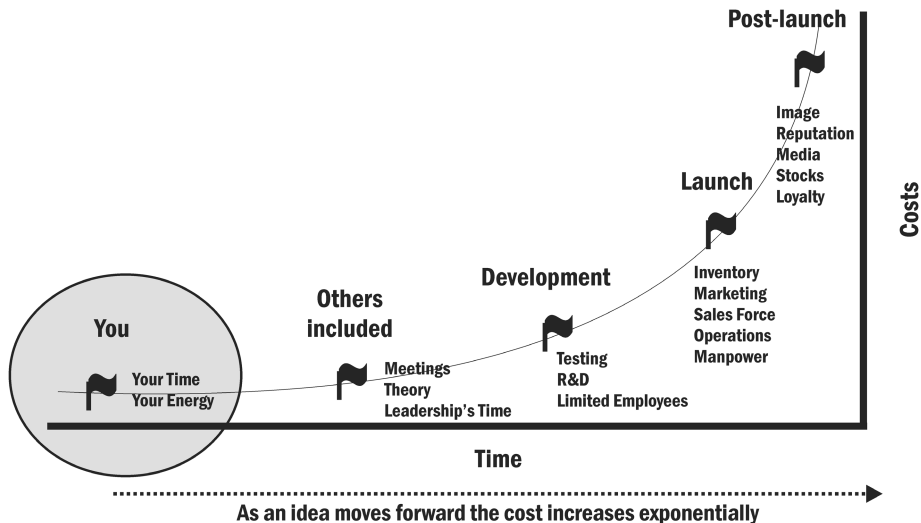 Post-launch
Image
Reputation
Media
Stocks
Loyalty
Launch
Inventory
Marketing
Sales Force
Operations
Manpower
Development
Testing
R&D
Limited Employees
Others
included
Meetings
Theory
Leadership's Time
You
Your Time
Your Energy
Costs
Time
As an idea moves forward the cost increases exponentially